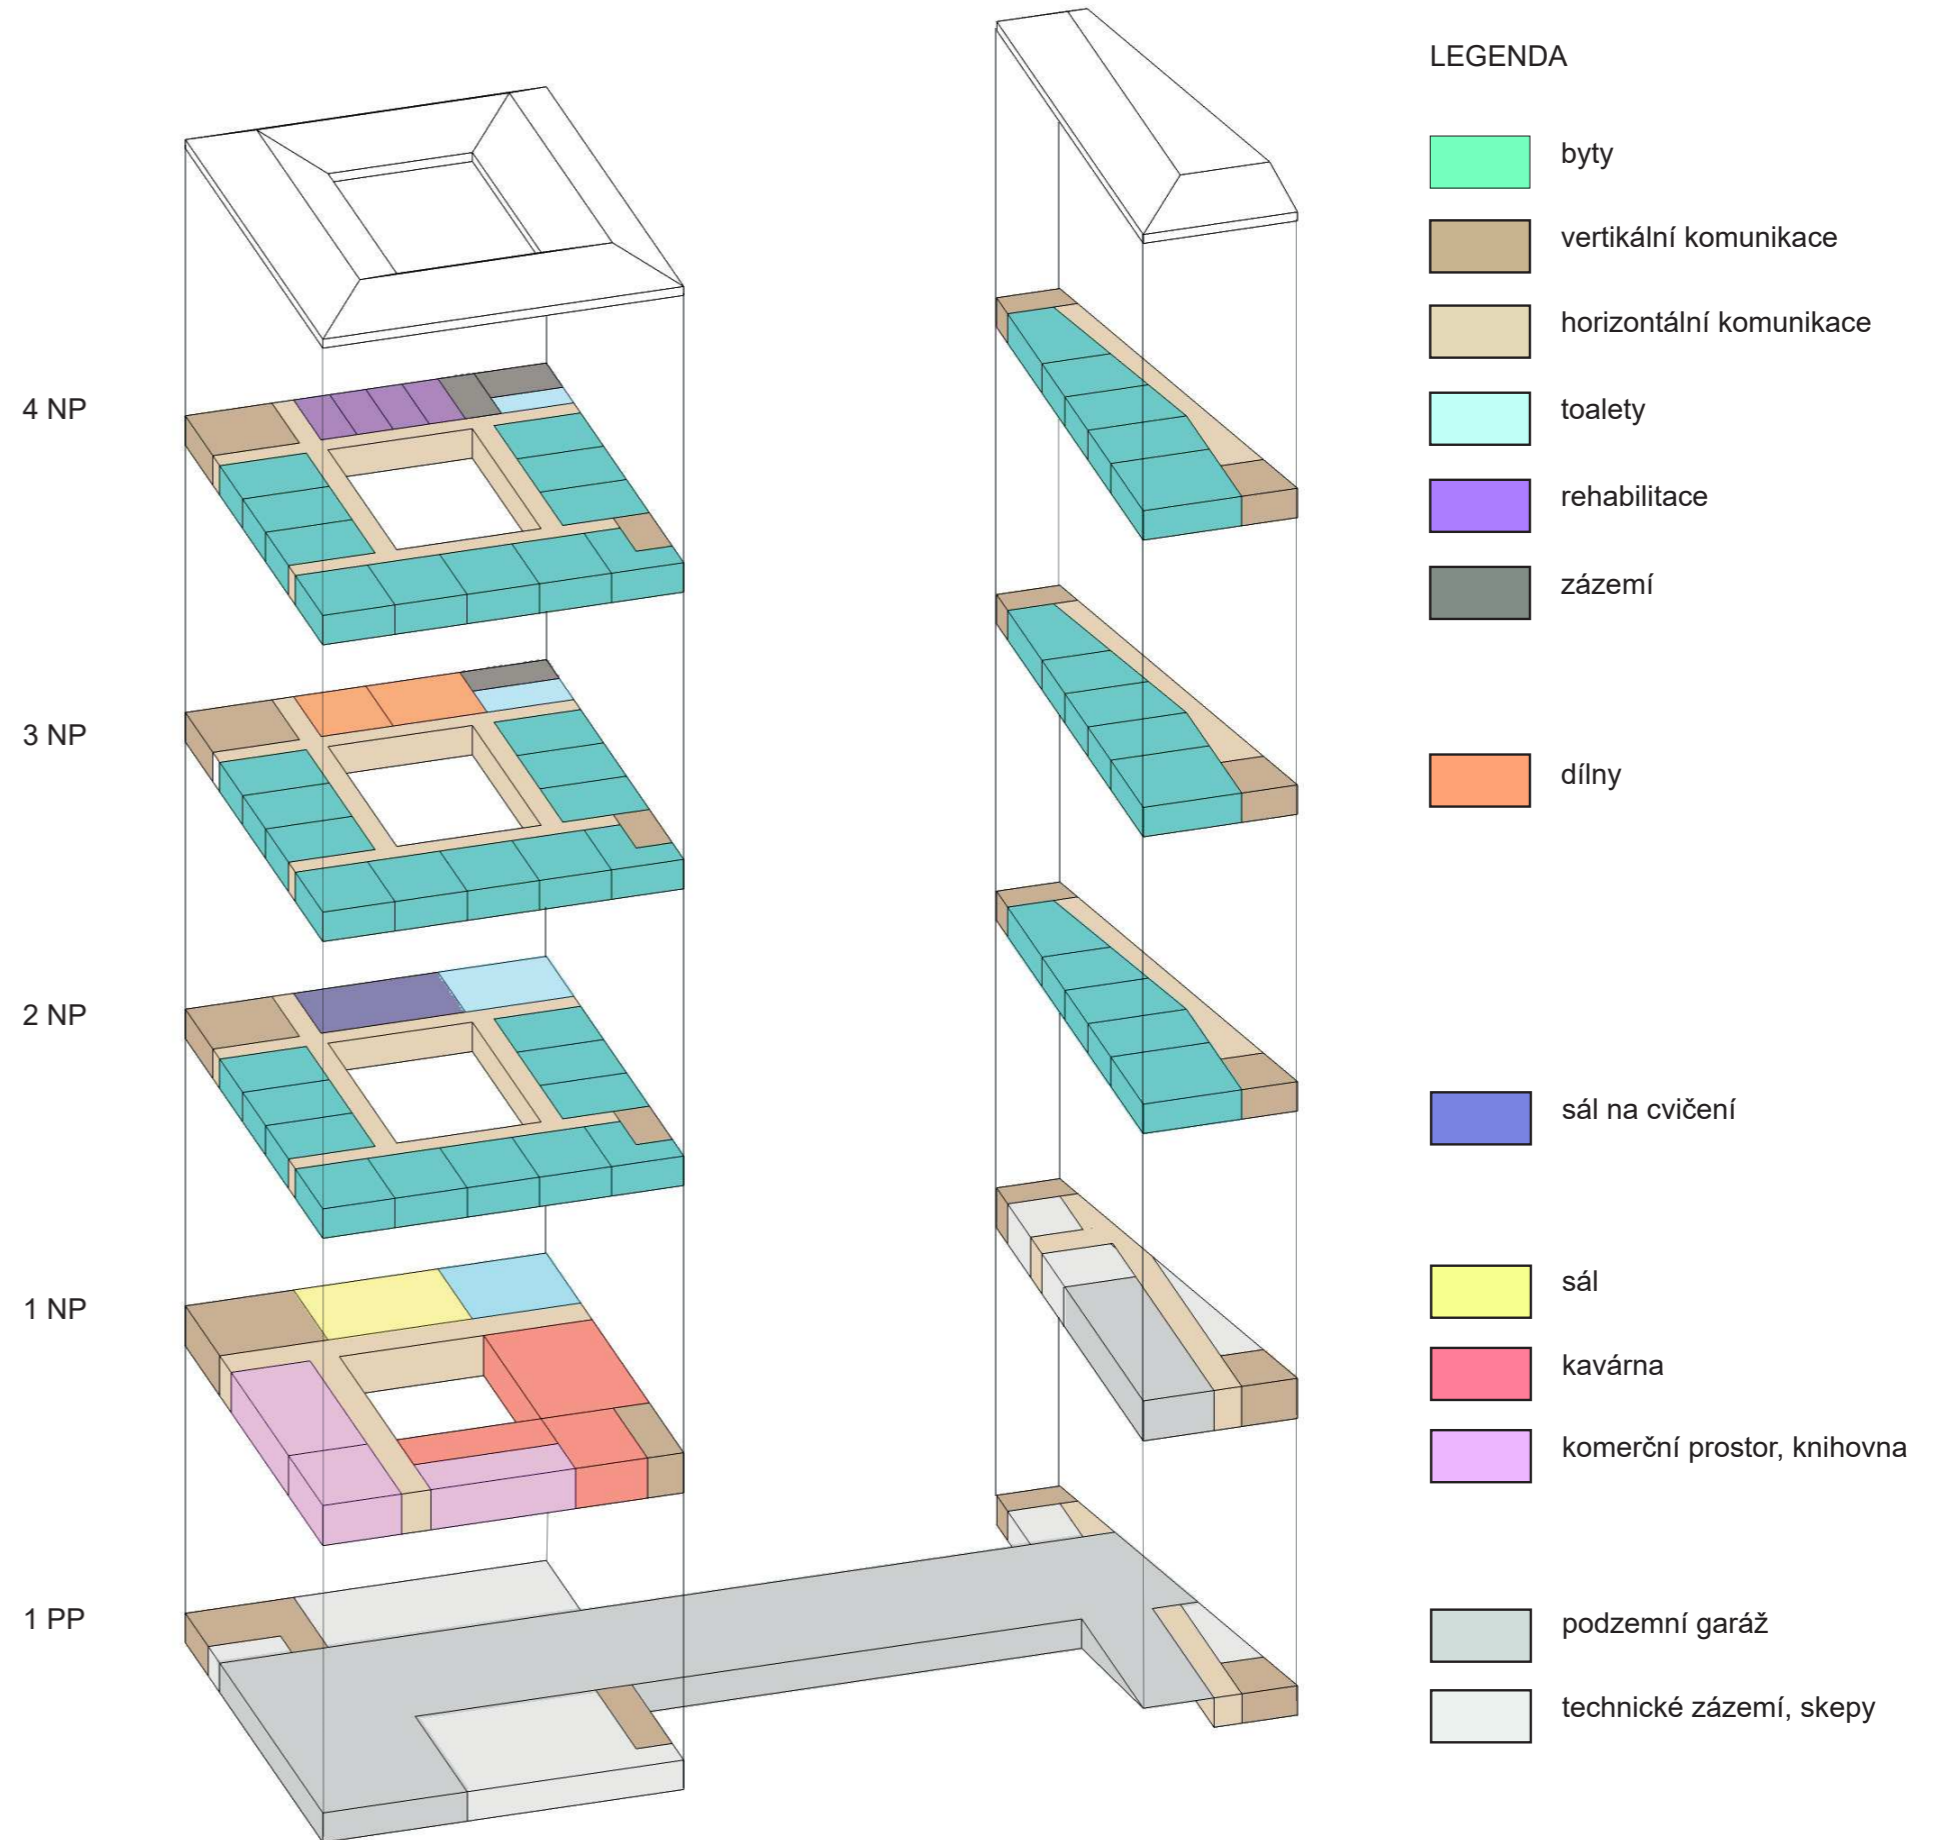 LEGENDA
byty
vertikální komunikace
horizontální komunikace
toalety
rehabilitace
zázemí
dílny
sál na cvičení
sál
kavárna
komerční prostor, knihovna
podzemní garáž
technické zázemí, skepy
4 NP
3 NP
2 NP
1 NP
1 PP